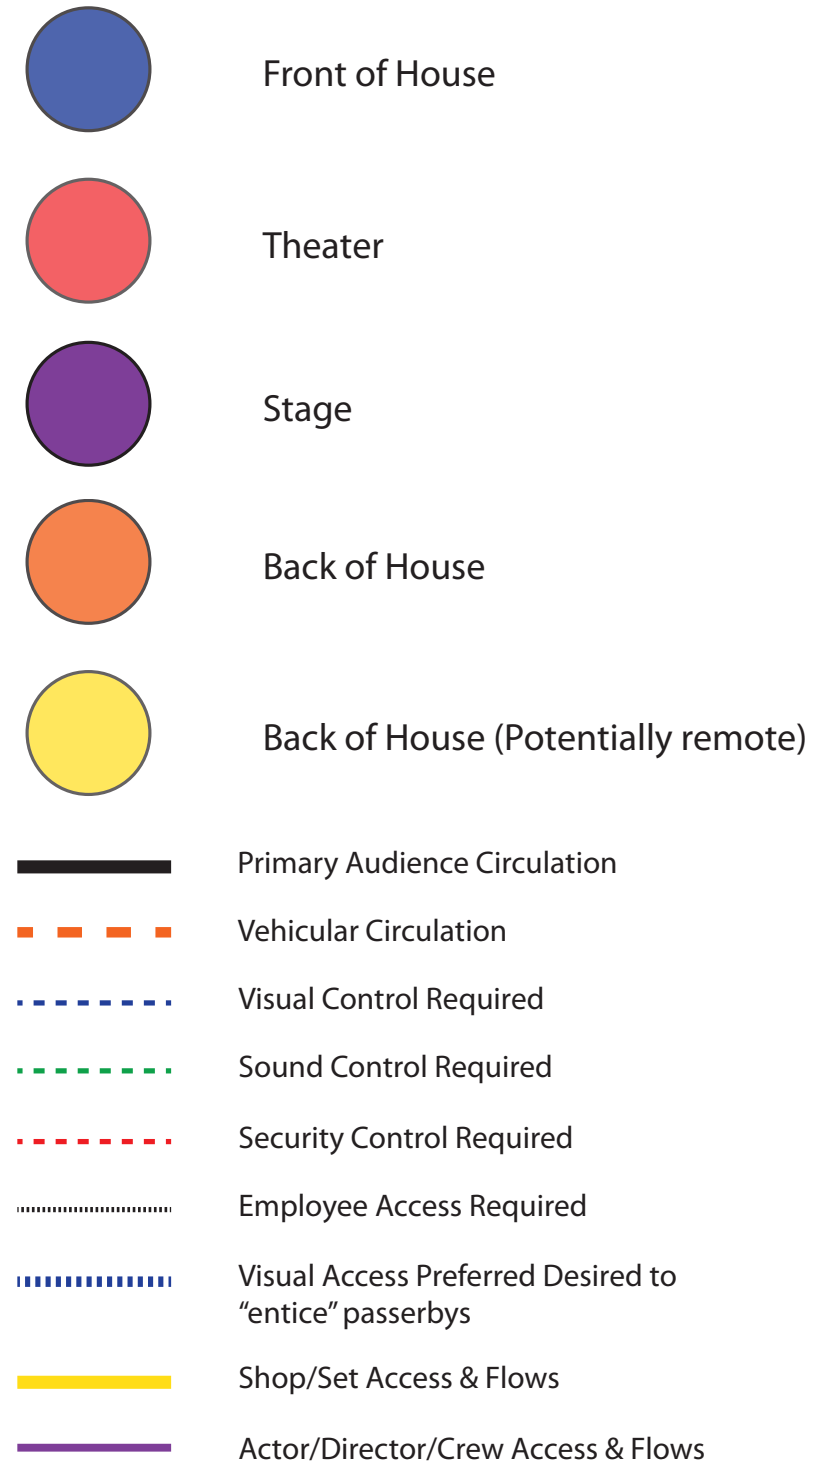 Front of House
Theater
Stage
Back of House
Back of House (Potentially remote)
Primary Audience Circulation
Vehicular Circulation
Visual Control Required
Sound Control Required
Security Control Required
Employee Access Required
Visual Access Preferred Desired to
“entice” passerbys
Shop/Set Access & Flows
Actor/Director/Crew Access & Flows